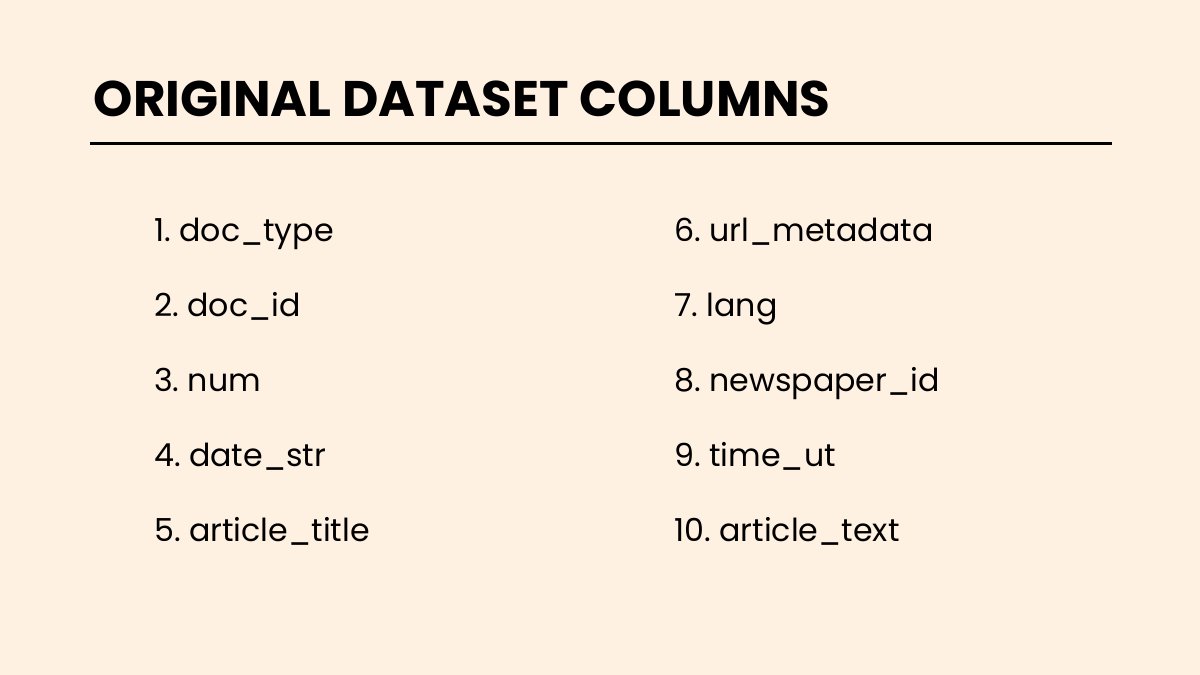 ORIGINAL DATASET COLUMNS
1. doc_type
2. doc_id
3. num
4. date_str
5. article_title
6. url_metadata
7. lang
8. newspaper_id
9. time_ut
10. article_text